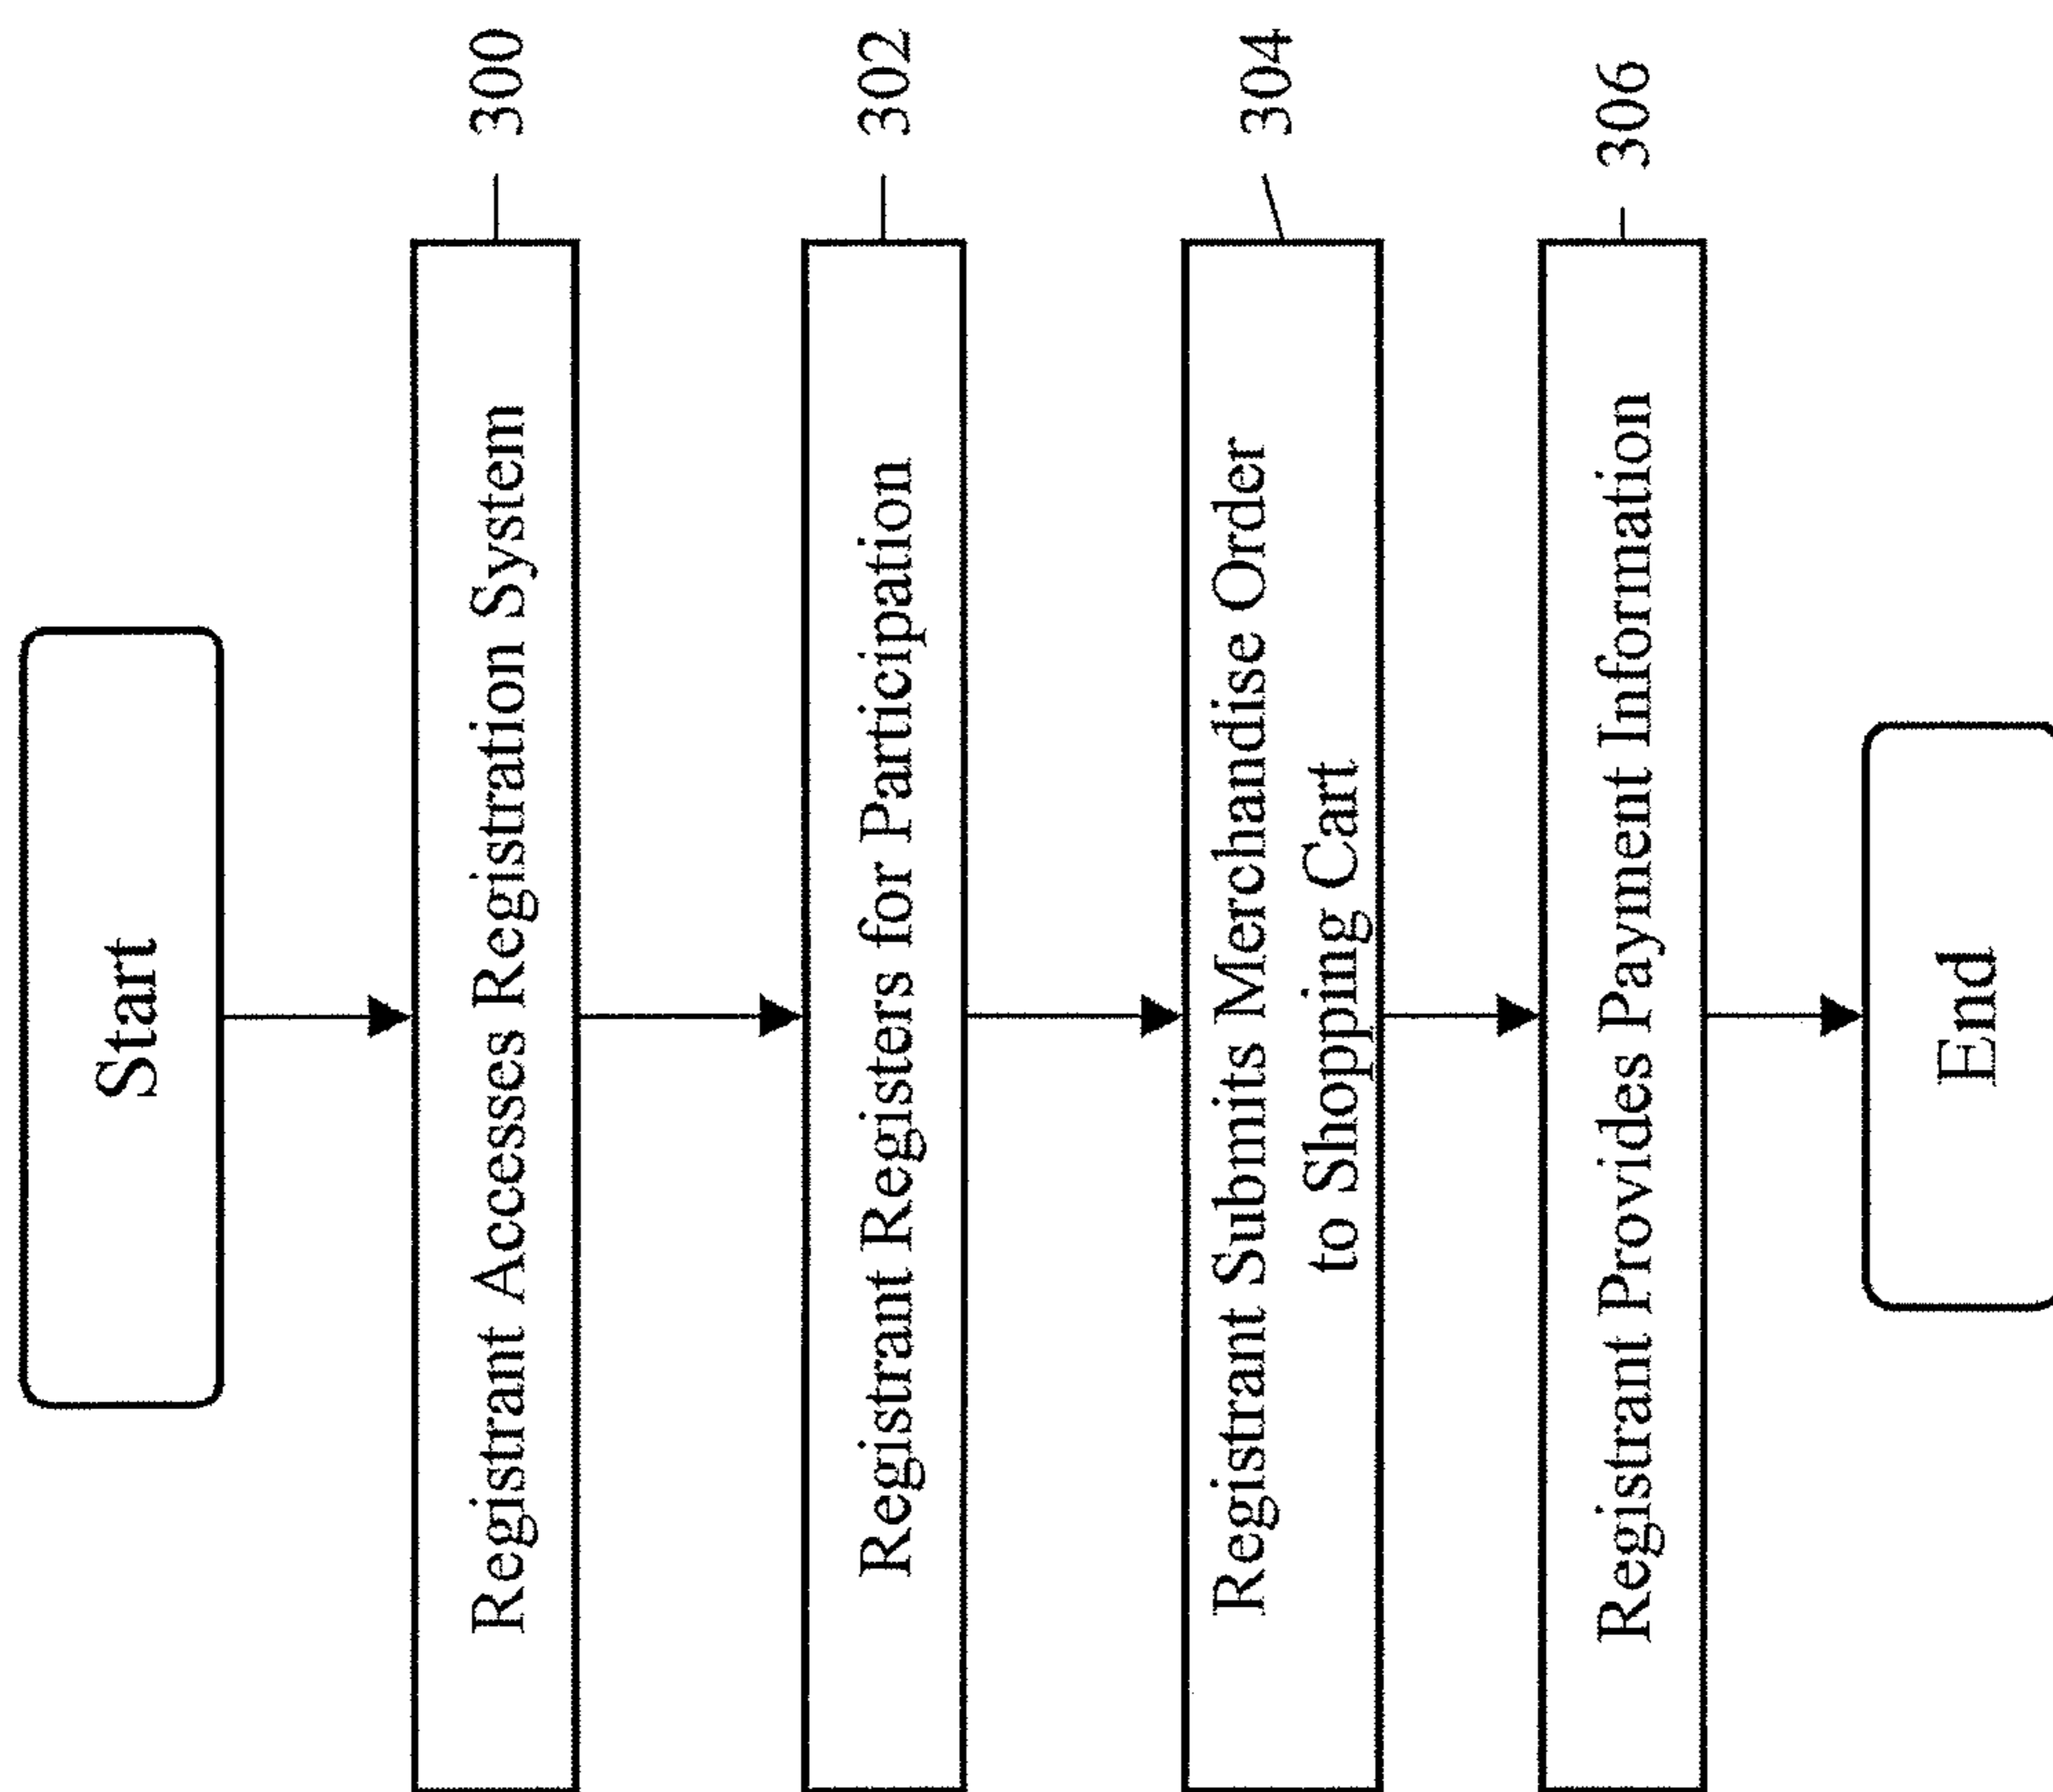 Start
Registrant Accesses Registration System
300
Registrant Registers for Participation
302
Registrant Submits Merchandise Order
to Shopping Cart
304
Registrant Provides Payment Information
306
End